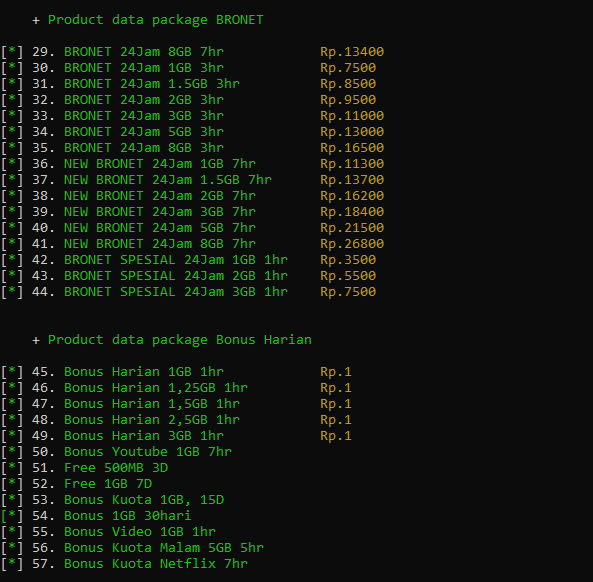 + Product data package BRONET
[*] 29. BRONET 24Jam 8GB 7hr Rp.13400
[*] 30. BRONET 24Jam 1GB 3hr Rp.7500
[*] 31. BRONET 24Jam 1.5GB 3hr Rp.8500
[*] 32. BRONET 24Jam 2GB 3hr Rp.9500
[*] 33. BRONET 24Jam 3GB 3hr Rp.11000
[*] 34. BRONET 24Jam 5GB 3hr Rp.13000
[*] 35. BRONET 24Jam 8GB 3hr Rp.16500
[*] 36. NEW BRONET 24Jam 1GB 7hr Rp.11300
[*] 37. NEW BRONET 24Jam 1.5GB 7hr Rp.13700
[*] 38. NEW BRONET 24Jam 2GB 7hr Rp.16200
[*] 39. NEW BRONET 24Jam 3GB 7hr Rp.18400
[*] 40. NEW BRONET 24Jam 5GB 7hr Rp.21500
[*] 41. NEW BRONET 24Jam 8GB 7hr Rp.26800
[*] 42. BRONET SPESIAL 24Jam 1GB 1hr Rp.3500
[*] 43. BRONET SPESIAL 24Jam 2GB 1hr Rp.5500
[*] 44. BRONET SPESIAL 24Jam 3GB 1hr Rp.7500
+ Product data package Bonus Harian
[*] 45. Bonus Harian 1GB 1hr Rp.1
[*] 46. Bonus Harian 1,25GB 1hr Rp.1
[*] 47. Bonus Harian 1,5GB 1hr Rp.1
[*] 48. Bonus Harian 2,5GB 1hr Rp.1
[*] 49. Bonus Harian 3GB 1hr Rp.1
[*] 50. Bonus Youtube 1GB 7hr
[*] 51. Free 500MB 3D
[*] 52. Free 1GB 7D
[*] 53. Bonus Kuota 1GB, 15D
[*] 54. Bonus 1GB 30hari
[*] 55. Bonus Video 1GB 1hr
[*] 56. Bonus Kuota Malam 5GB 5hr
[*] 57. Bonus Kuota Netflix 7hr